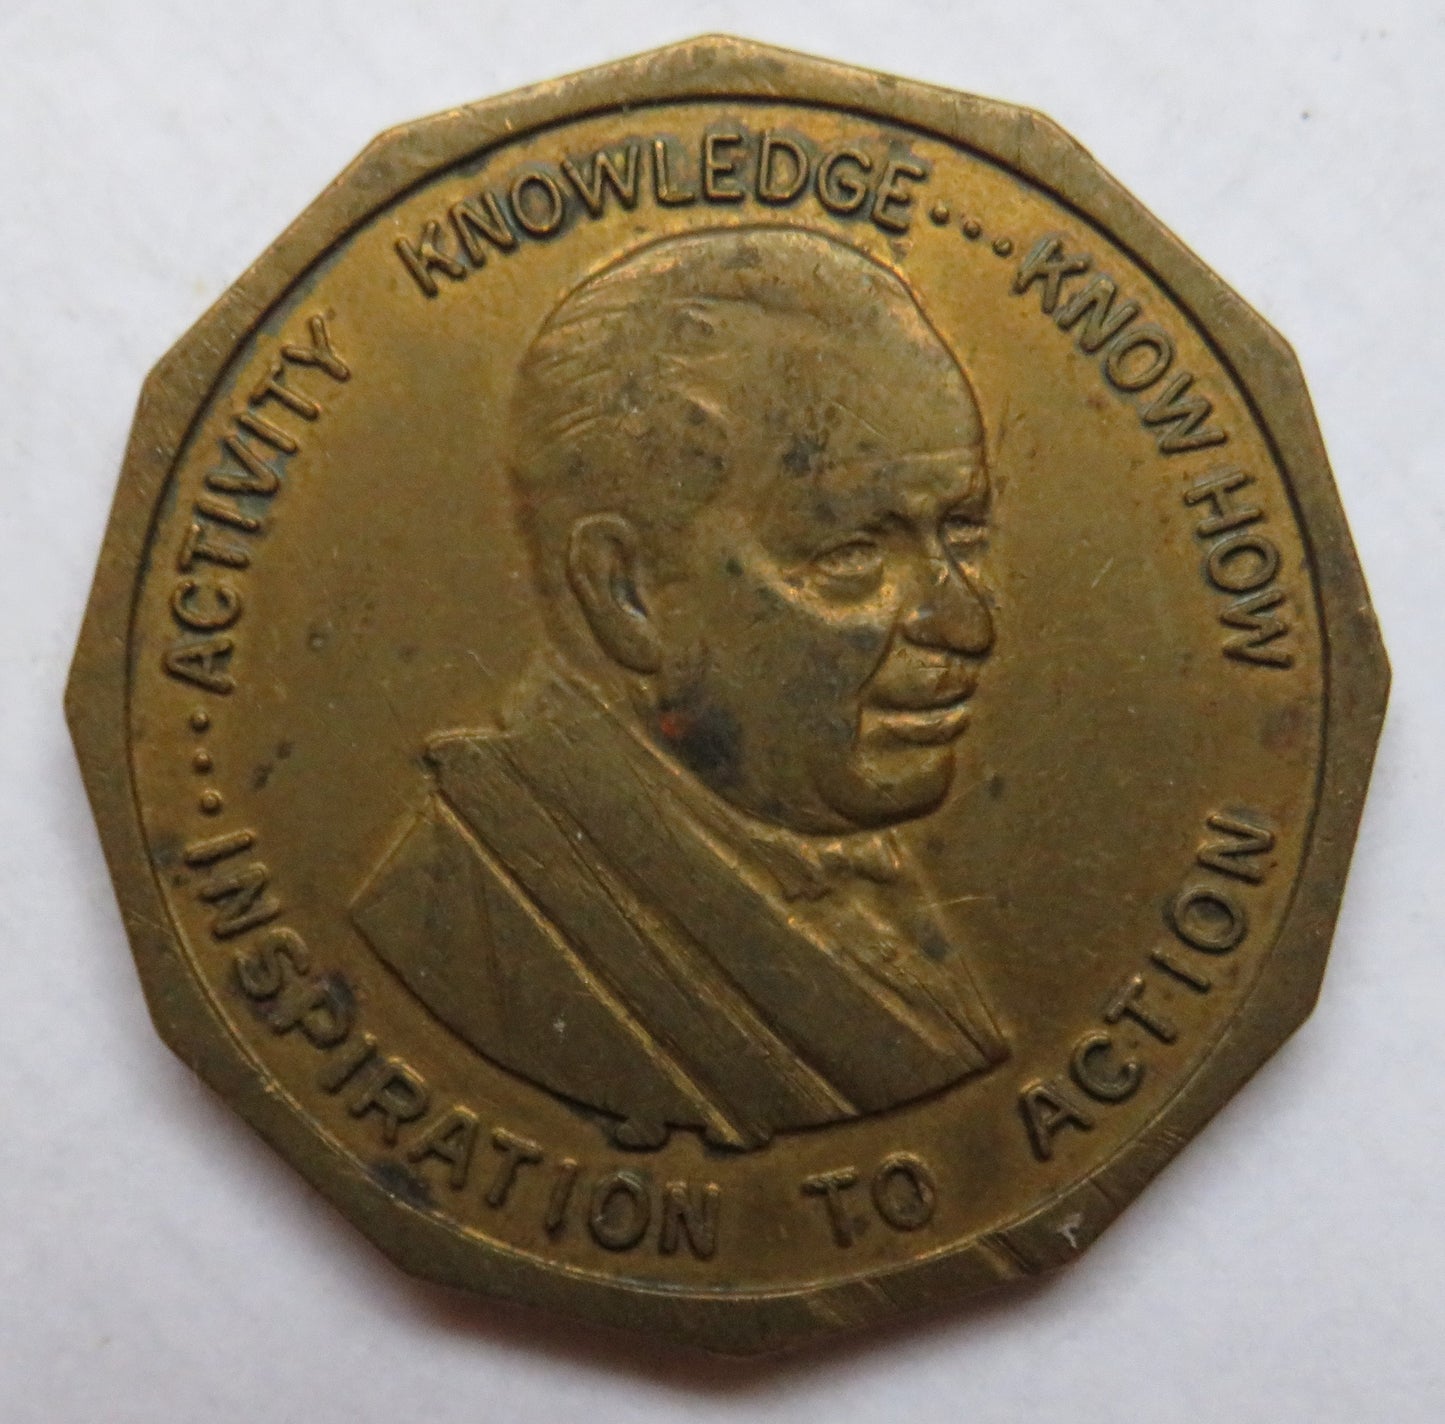 INSPIRATION TO ACTION
...ACTIVITY KNOWLEDGE...KNOW HOW